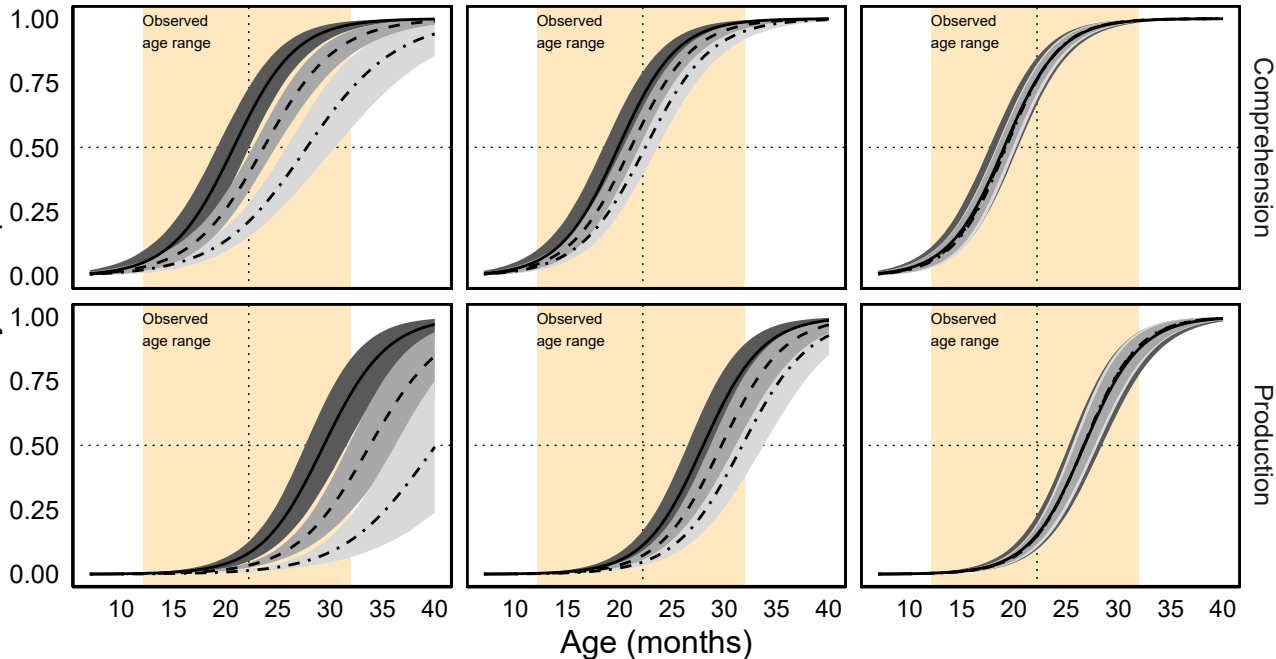 1.00
0.75
0.50
0.25
0.00
Observed
age range
Observed
age range
Observed
age range
Comprehension
1.00
0.75
0.50
0.25
0.00
Observed
age range
Observed
age range
Observed
age range
Production
10 15 20 25 30 35 40
10 15 20 25 30 35 40
10 15 20 25 30 35 40
Age (months)